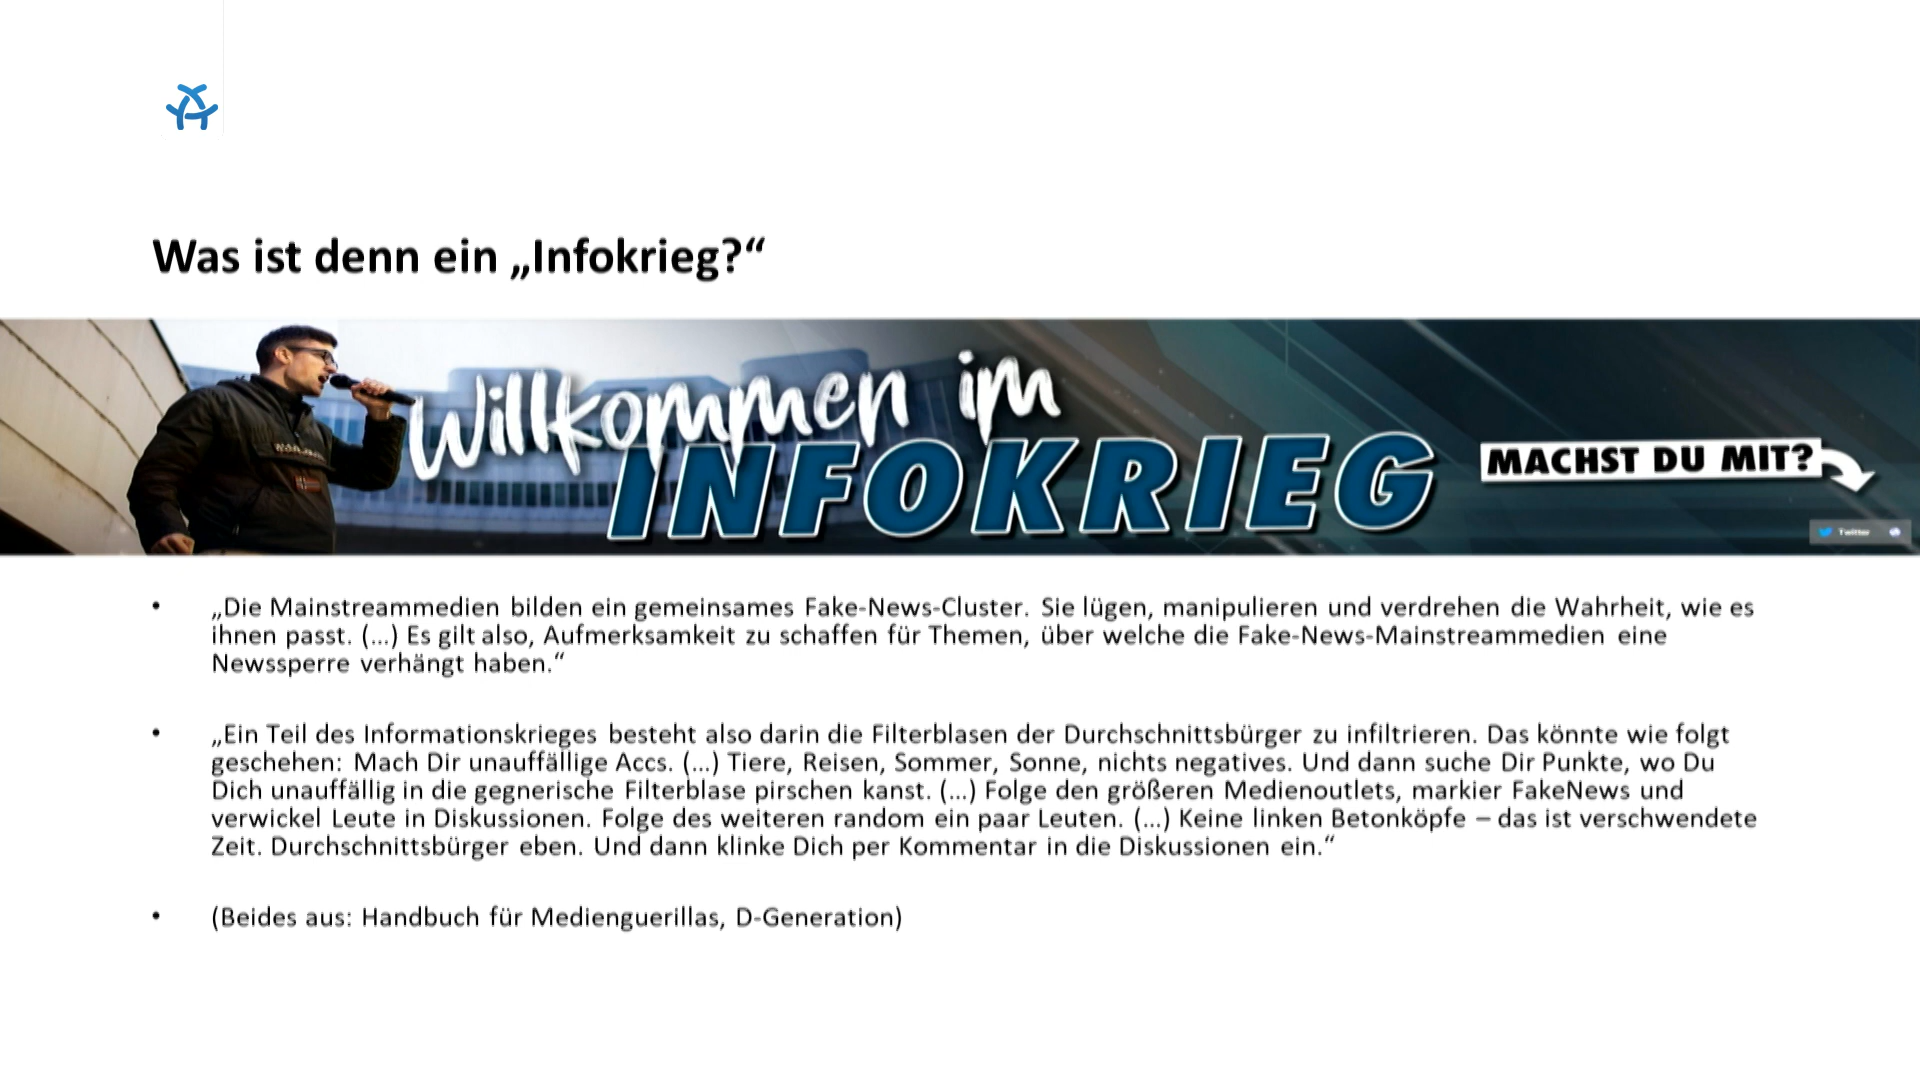 Was ist denn ein „Infokrieg?“
Willkommen im
INFOKRIEG
MACHST DU MIT?
Twitter
• „Die Mainstreammedien bilden ein gemeinsames Fake-News-Cluster. Sie lügen, manipulieren und verdrehen die Wahrheit, wie es
ihnen passt. (...) Es gilt also, Aufmerksamkeit zu schaffen für Themen, über welche die Fake-News-Mainstreammedien eine
Newssperre verhängt haben.“
• „Ein Teil des Informationskrieges besteht also darin die Filterblasen der Durchschnittsbürger zu infiltrieren. Das könnte wie folgt
geschehen: Mach Dir unauffällige Accs. (...) Tiere, Reisen, Sommer, Sonne, nichts negatives. Und dann suche Dir Punkte, wo Du
Dich unauffällig in die gegnerische Filterblase pirschen kanst. (...) Folge den größeren Medienoutlets, markier FakeNews und
verwickel Leute in Diskussionen. Folge des weiteren random ein paar Leuten. (...) Keine linken Betonköpfe – das ist verschwendete
Zeit. Durchschnittsbürger eben. Und dann klinke Dich per Kommentar in die Diskussionen ein.“
• (Beides aus: Handbuch für Medienguerillas, D-Generation)